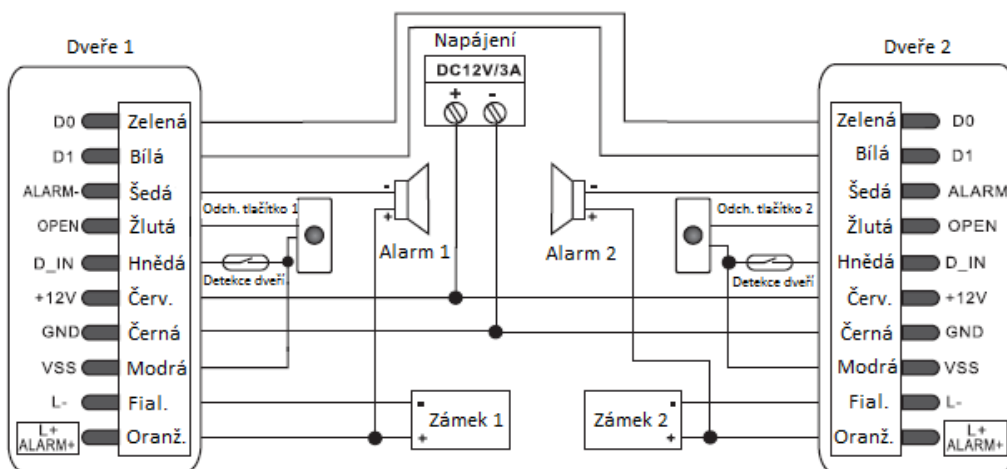 Dveře 1
Napájení
Dveře 2
DC12V/3A
+ -
D0 Zelená
D1 Bílá
ALARM- Šedá
OPEN Žlutá
D_IN Hnědá
+12V Červ.
GND Černá
VSS Modrá
L- Fial.
L+
ALARM+
Oranž.
Odch. tlačítko 1
Detekce dveří
-
+
Alarm 1
-
+
Alarm 2
Odch. tlačítko 2
Detekce dveří
-
Zámek 1
+
-
Zámek 2
+
Zelená D0
Bílá D1
Šedá ALARM
Žlutá OPEN
Hnědá D_IN
Červ. +12V
Černá GND
Modrá VSS
Fial. L-
Oranž.
L+
ALARM+